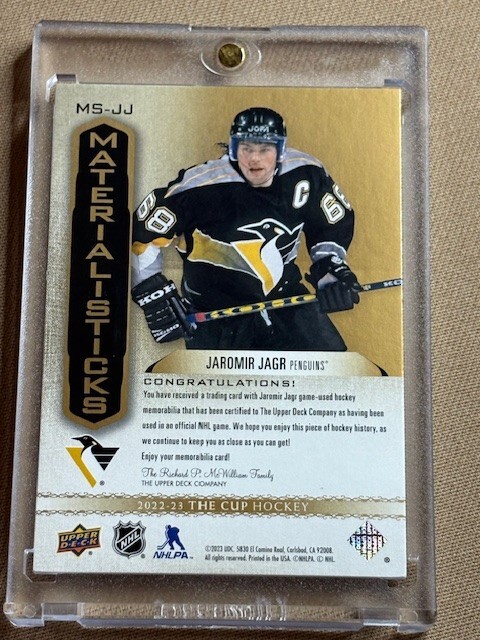 MS-JJ
MATERIALISTICKS
JOFA
C
68
68
KOH
KO
JAROMIR JAGR PENGUINS™
CONGRATULATIONS!
You have received a trading card with Jaromir Jagr game-used hockey
memorabilia that has been certified to The Upper Deck Company as having been
used in an official NHL game. We hope you enjoy this piece of hockey history, as
we continue to keep you as close as you can get!
Enjoy your memorabilia card!
The Richard P. McWilliam Family
THE UPPER DECK COMPANY
2022-23 THE CUP HOCKEY
UPPER DECK
NHL
NHLPA
©2023 UDC, 5830 El Camino Real, Carlsbad, CA 92008.
All rights reserved. Printed in the USA. ©NHLPA. © NHL.